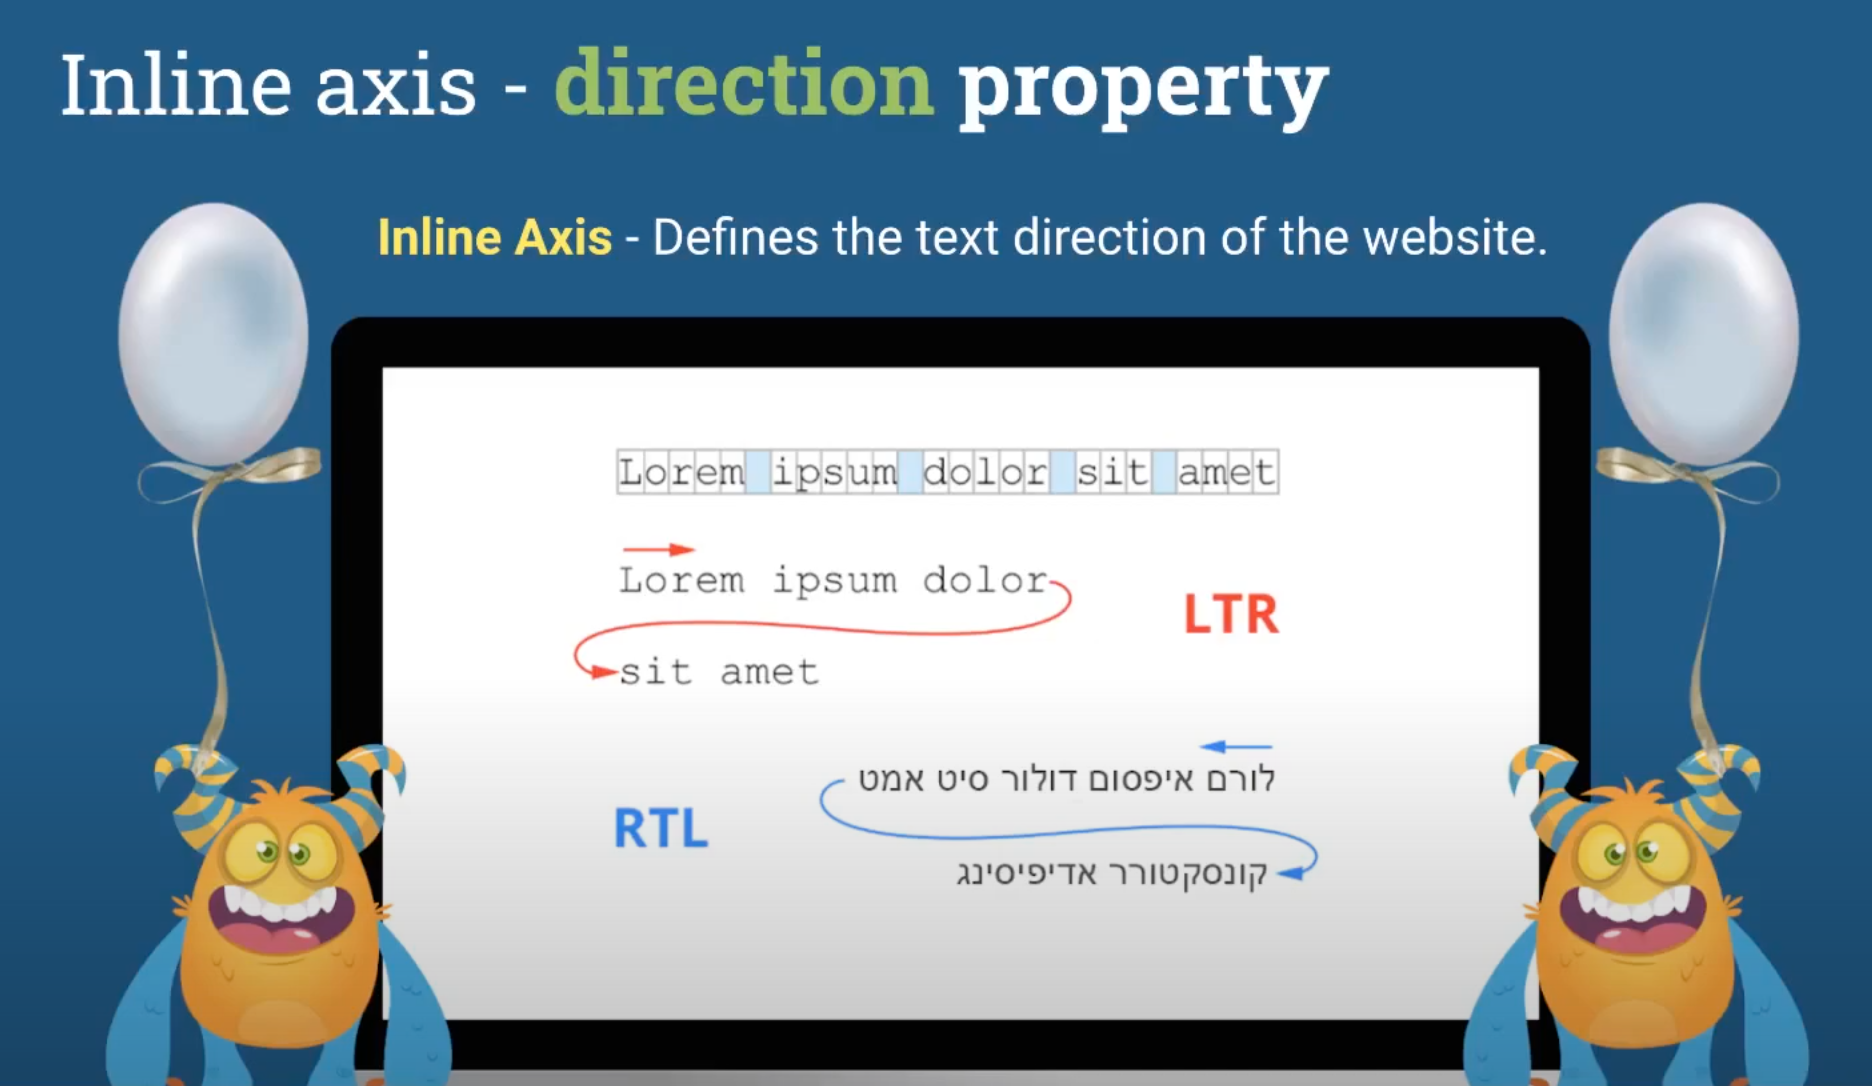 Inline axis - direction property
Inline Axis - Defines the text direction of the website.
Lorem ipsum dolor sit amet
Lorem ipsum dolor
LTR
sit amet
לורם איפסום דולור סיט אמט
RTL
קונסקטורר אדיפיסינג